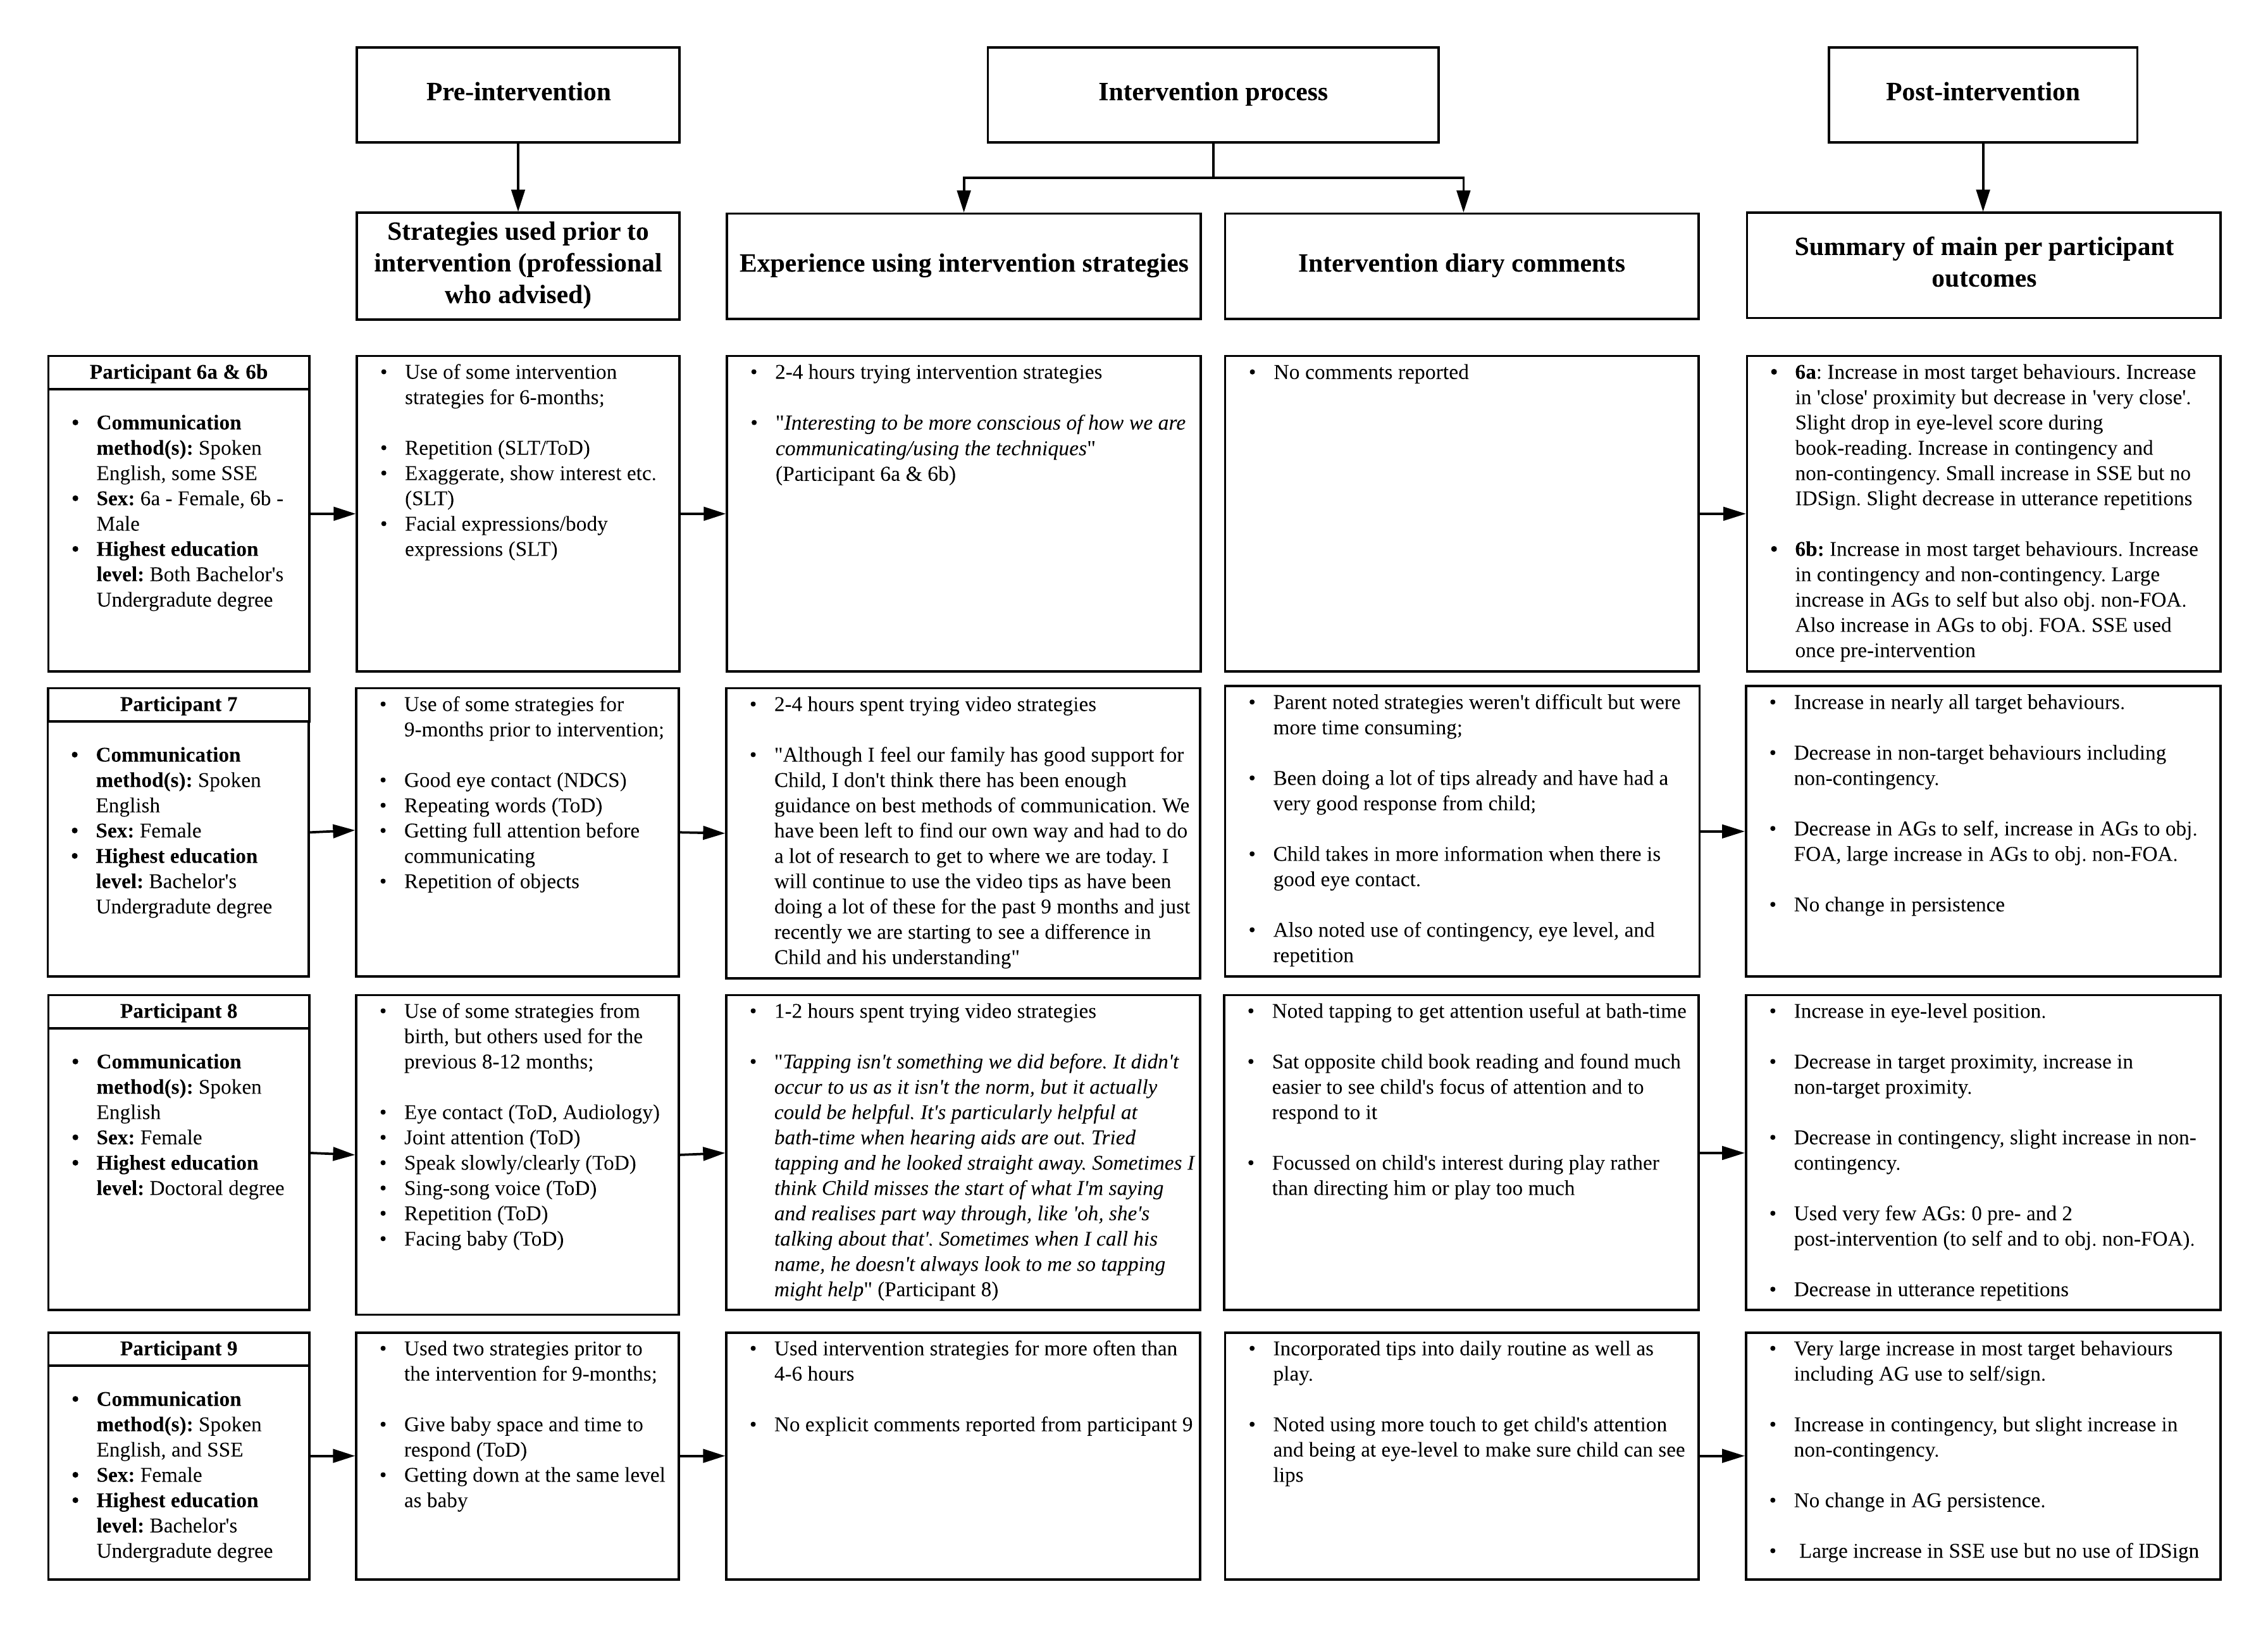 Pre-intervention
Intervention process
Post-intervention
Strategies used prior to
intervention (professional
who advised)
Experience using intervention strategies
Intervention diary comments
Summary of main per participant
outcomes
Participant 6a & 6b
• Communication
method(s): Spoken
English, some SSE
• Sex: 6a - Female, 6b -
Male
• Highest education
level: Both Bachelor's
Undergradute degree
• Use of some intervention
strategies for 6-months;
• Repetition (SLT/ToD)
• Exaggerate, show interest etc.
(SLT)
• Facial expressions/body
expressions (SLT)
• 2-4 hours trying intervention strategies
• "Interesting to be more conscious of how we are
communicating/using the techniques"
(Participant 6a & 6b)
• No comments reported
• 6a: Increase in most target behaviours. Increase
in 'close' proximity but decrease in 'very close'.
Slight drop in eye-level score during
book-reading. Increase in contingency and
non-contingency. Small increase in SSE but no
IDSign. Slight decrease in utterance repetitions
• 6b: Increase in most target behaviours. Increase
in contingency and non-contingency. Large
increase in AGs to self but also obj. non-FOA.
Also increase in AGs to obj. FOA. SSE used
once pre-intervention
Participant 7
• Communication
method(s): Spoken
English
• Sex: Female
• Highest education
level: Bachelor's
Undergradute degree
• Use of some strategies for
9-months prior to intervention;
• Good eye contact (NDCS)
• Repeating words (ToD)
• Getting full attention before
communicating
• Repetition of objects
• 2-4 hours spent trying video strategies
• "Although I feel our family has good support for
Child, I don't think there has been enough
guidance on best methods of communication. We
have been left to find our own way and had to do
a lot of research to get to where we are today. I
will continue to use the video tips as have been
doing a lot of these for the past 9 months and just
recently we are starting to see a difference in
Child and his understanding"
• Parent noted strategies weren't difficult but were
more time consuming;
• Been doing a lot of tips already and have had a
very good response from child;
• Child takes in more information when there is
good eye contact.
• Also noted use of contingency, eye level, and
repetition
• Increase in nearly all target behaviours.
• Decrease in non-target behaviours including
non-contingency.
• Decrease in AGs to self, increase in AGs to obj.
FOA, large increase in AGs to obj. non-FOA.
• No change in persistence
Participant 8
• Communication
method(s): Spoken
English
• Sex: Female
• Highest education
level: Doctoral degree
• Use of some strategies from
birth, but others used for the
previous 8-12 months;
• Eye contact (ToD, Audiology)
• Joint attention (ToD)
• Speak slowly/clearly (ToD)
• Sing-song voice (ToD)
• Repetition (ToD)
• Facing baby (ToD)
• 1-2 hours spent trying video strategies
• "Tapping isn't something we did before. It didn't
occur to us as it isn't the norm, but it actually
could be helpful. It's particularly helpful at
bath-time when hearing aids are out. Tried
tapping and he looked straight away. Sometimes I
think Child misses the start of what I'm saying
and realises part way through, like 'oh, she's
talking about that'. Sometimes when I call his
name, he doesn't always look to me so tapping
might help" (Participant 8)
• Noted tapping to get attention useful at bath-time
• Sat opposite child book reading and found much
easier to see child's focus of attention and to
respond to it
• Focussed on child's interest during play rather
than directing him or play too much
• Increase in eye-level position.
• Decrease in target proximity, increase in
non-target proximity.
• Decrease in contingency, slight increase in non-
contingency.
• Used very few AGs: 0 pre- and 2
post-intervention (to self and to obj. non-FOA).
• Decrease in utterance repetitions
Participant 9
• Communication
method(s): Spoken
English, and SSE
• Sex: Female
• Highest education
level: Bachelor's
Undergradute degree
• Used two strategies pritor to
the intervention for 9-months;
• Give baby space and time to
respond (ToD)
• Getting down at the same level
as baby
• Used intervention strategies for more often than
4-6 hours
• No explicit comments reported from participant 9
• Incorporated tips into daily routine as well as
play.
• Noted using more touch to get child's attention
and being at eye-level to make sure child can see
lips
• Very large increase in most target behaviours
including AG use to self/sign.
• Increase in contingency, but slight increase in
non-contingency.
• No change in AG persistence.
• Large increase in SSE use but no use of IDSign